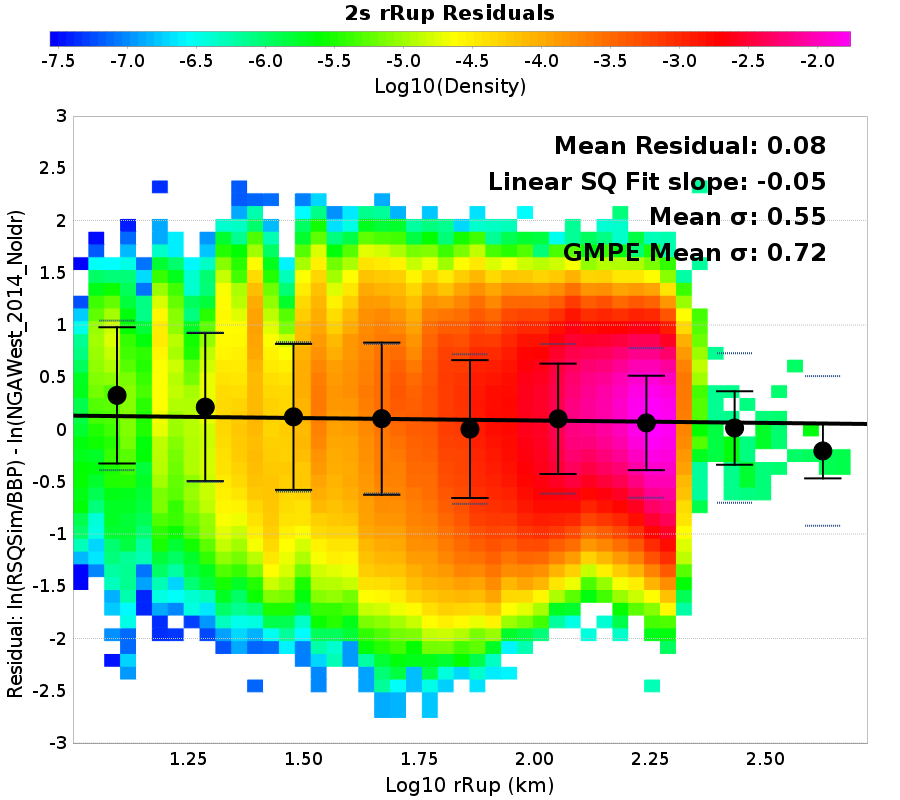 2s rRup Residuals
-7.5 -7.0 -6.5 -6.0 -5.5 -5.0 -4.5 -4.0 -3.5 -3.0 -2.5 -2.0
Log10(Density)
Mean Residual: 0.08
Linear SQ Fit slope: -0.05
Mean σ: 0.55
GMPE Mean σ: 0.72
Residual: ln(RSQSim/BBP) - ln(NGAWest_2014_NoIdr)
3
2.5
2
1.5
1
0.5
0
-0.5
-1
-1.5
-2
-2.5
-3
1.25 1.50 1.75 2.00 2.25 2.50
Log10 rRup (km)